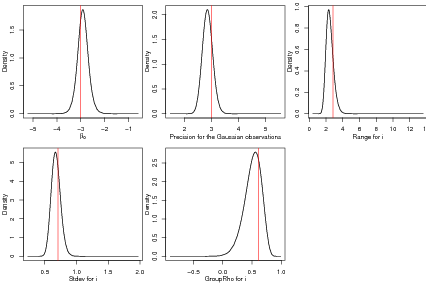 Density
0.0 0.5 1.0 1.5
−5 −4 −3 −2 −1
β₀
Density
0.0 0.5 1.0 1.5 2.0
2 3 4 5
Precision for the Gaussian observations
Density
0.0 0.2 0.4 0.6 0.8 1.0
0 2 4 6 8 10 12 14
Range for i
Density
0 1 2 3 4 5
0.5 1.0 1.5 2.0
Stdev for i
Density
0.0 0.5 1.0 1.5 2.0 2.5
−0.5 0.0 0.5 1.0
GroupRho for i